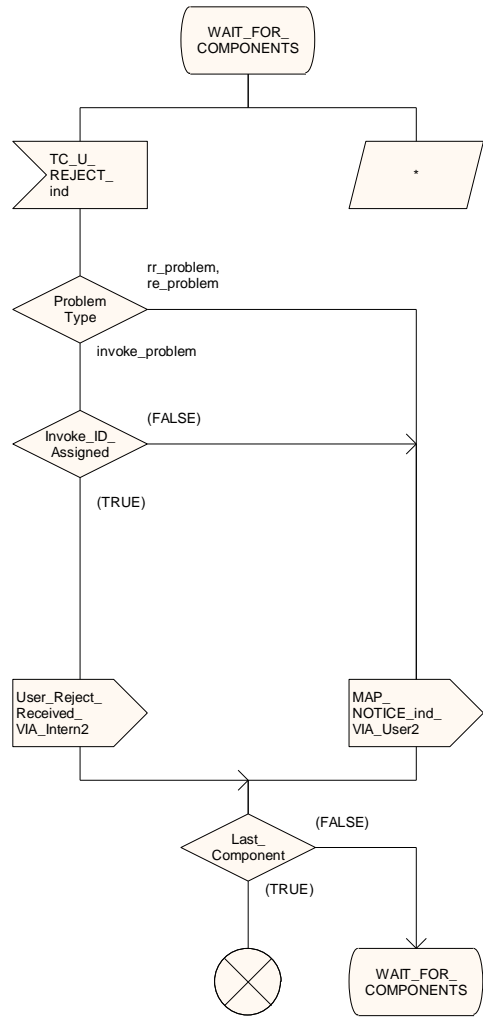 WAIT_FOR_
COMPONENTS
TC_U_
REJECT_
ind
*
rr_problem,
re_problem
Problem
Type
invoke_problem
(FALSE)
Invoke_ID_
Assigned
(TRUE)
User_Reject_
Received_
VIA_Intern2
MAP_
NOTICE_ind_
VIA_User2
(FALSE)
Last_
Component
(TRUE)
WAIT_FOR_
COMPONENTS